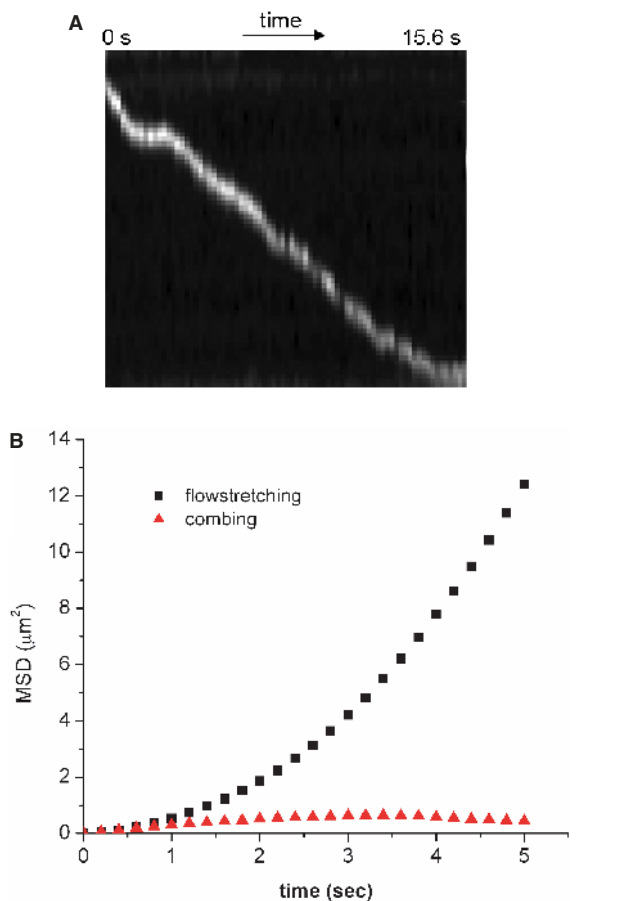 A
time
0 s 15.6 s
B
14
12
10
8
6
4
2
0
MSD (μm²)
flowstretching
combing
0 1 2 3 4 5
time (sec)